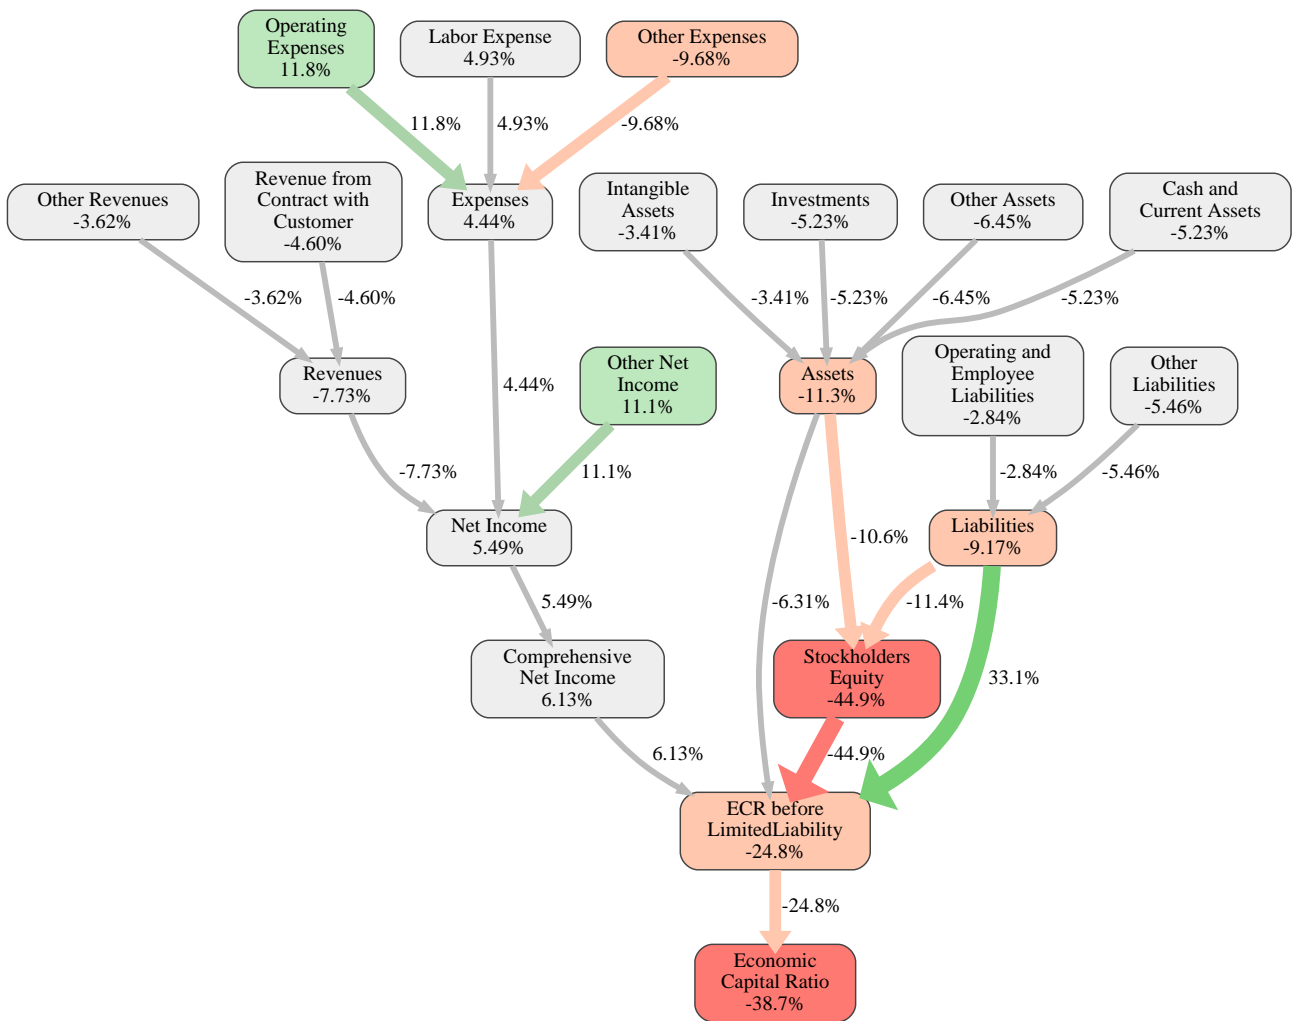 Operating
Expenses
11.8%
Labor Expense
4.93%
Other Expenses
-9.68%
11.8%
4.93%
-9.68%
Other Revenues
-3.62%
Revenue from
Contract with
Customer
-4.60%
Expenses
4.44%
Intangible
Assets
-3.41%
Investments
-5.23%
Other Assets
-6.45%
Cash and
Current Assets
-5.23%
-3.62%
-4.60%
-3.41%
-5.23%
-6.45%
-5.23%
Revenues
-7.73%
4.44%
Other Net
Income
11.1%
Assets
-11.3%
Operating and
Employee
Liabilities
-2.84%
Other
Liabilities
-5.46%
-7.73%
11.1%
-2.84%
-5.46%
Net Income
5.49%
-10.6%
Liabilities
-9.17%
5.49%
-6.31%
-11.4%
Comprehensive
Net Income
6.13%
Stockholders
Equity
-44.9%
33.1%
6.13%
-44.9%
ECR before
LimitedLiability
-24.8%
-24.8%
Economic
Capital Ratio
-38.7%